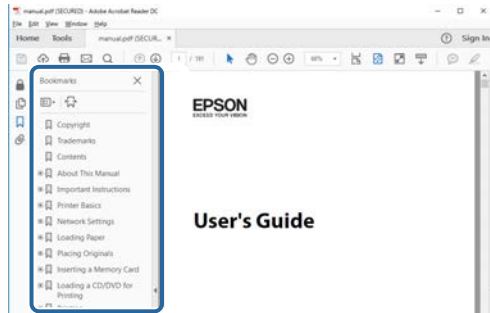 manual.pdf (SECURED) - Adobe Acrobat Reader DC
File Edit View Window Help
Home Tools manual.pdf (SECUR... ×
Sign In
1 / 181
Bookmarks
Copyright
Trademarks
Contents
About This Manual
Important Instructions
Printer Basics
Network Settings
Loading Paper
Placing Originals
Inserting a Memory Card
Loading a CD/DVD for
Printing
EPSON
EXCEED YOUR VISION
User's Guide